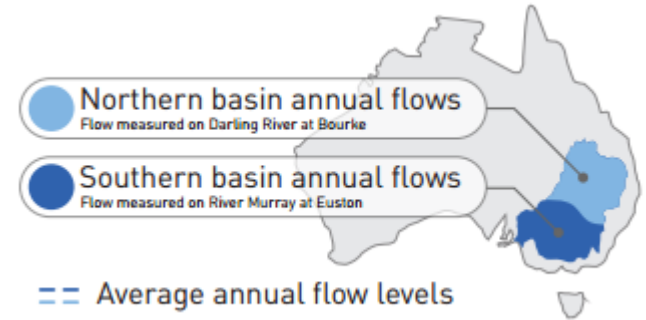 Northern basin annual flows
Flow measured on Darling River at Bourke
Southern basin annual flows
Flow measured on River Murray at Euston
Average annual flow levels